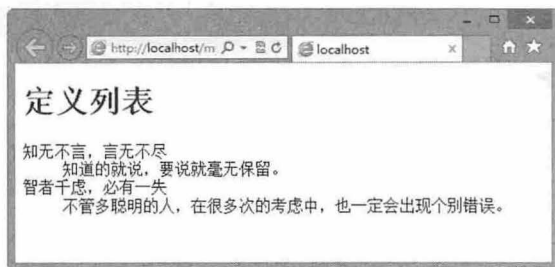 http://localhost/m
localhost
定义列表
知无不言，言无不尽
知道的就说，要说就毫无保留。
智者千虑，必有一失
不管多聪明的人，在很多次的考虑中，也一定会出现个别错误。